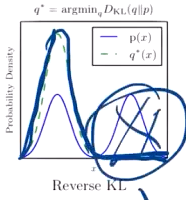 q* = argmin_q D_KL(q‖p)
Probability Density
p(x)
q*(x)
x
Reverse KL